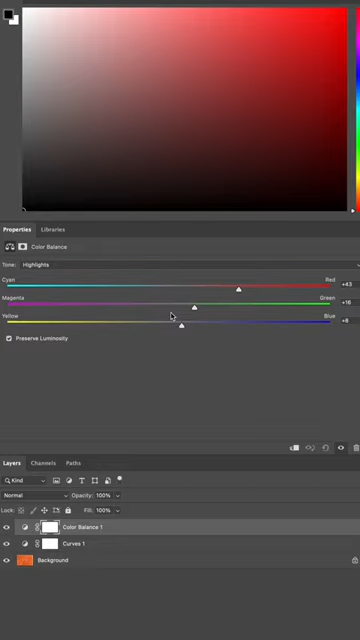 Properties Libraries
Color Balance
Tone: Highlights
Cyan Red +43
Magenta Green +16
Yellow Blue +6
Preserve Luminosity
Layers Channels Paths
Kind
Normal Opacity: 100%
Lock: Fill: 100%
Color Balance 1
Curves 1
Background